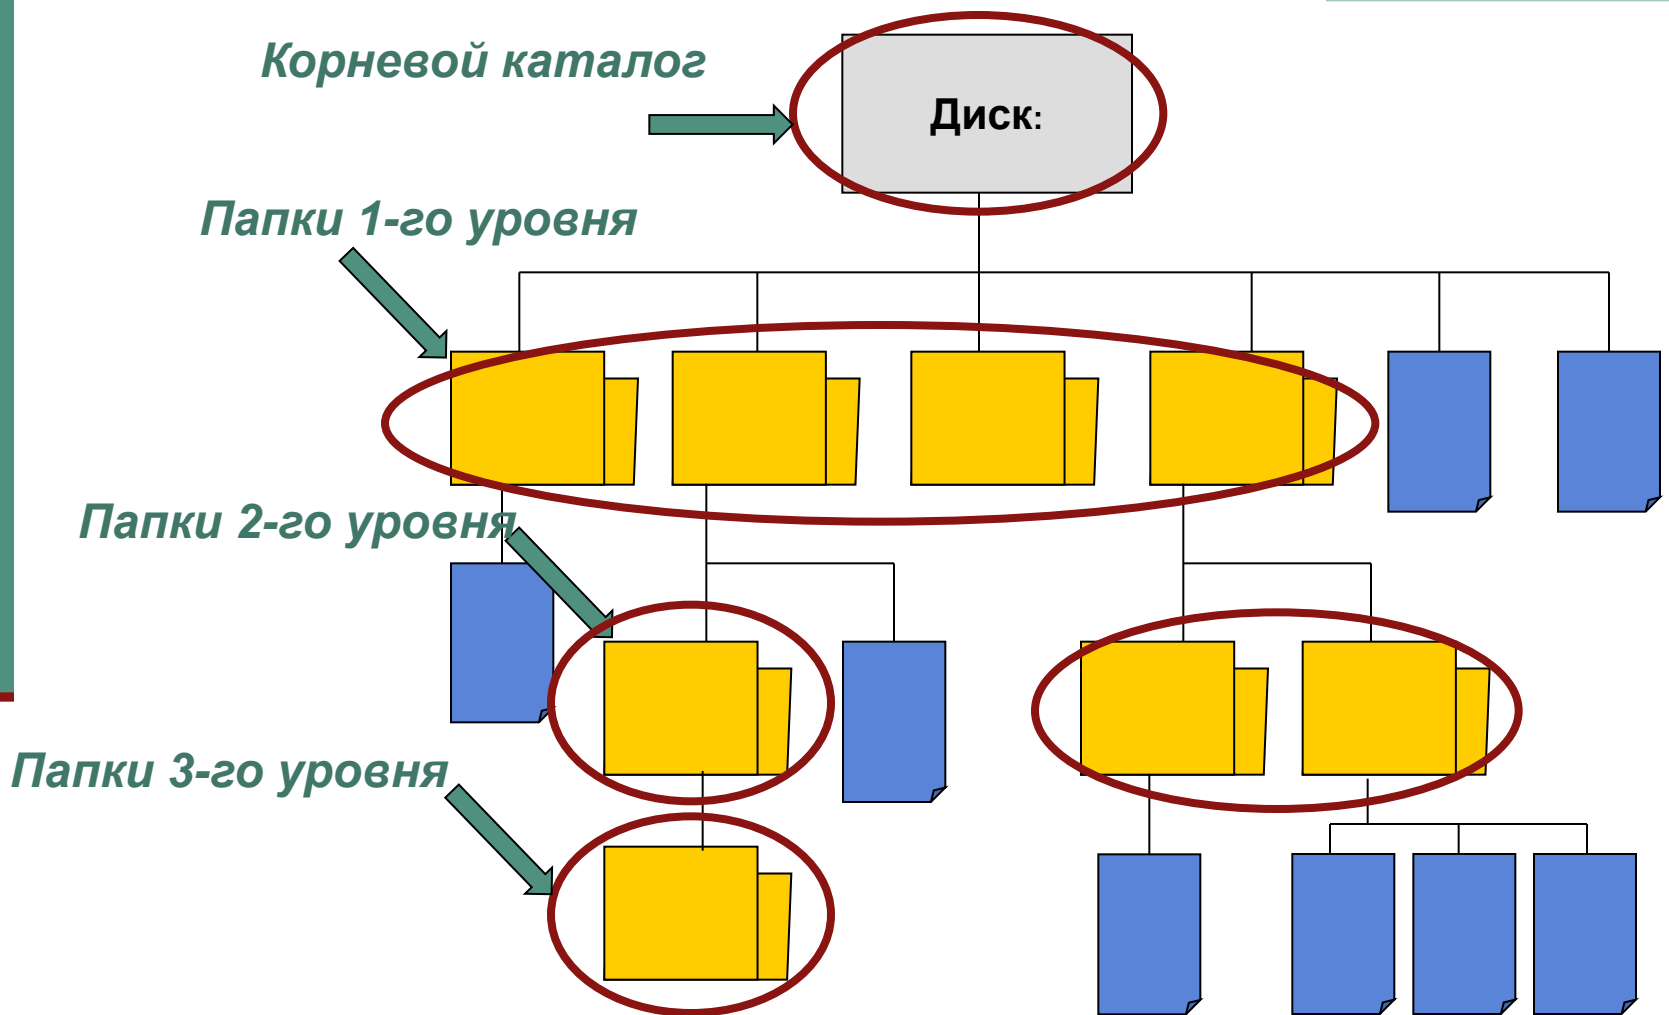 Корневой каталог
Диск:
Папки 1-го уровня
Папки 2-го уровня
Папки 3-го уровня